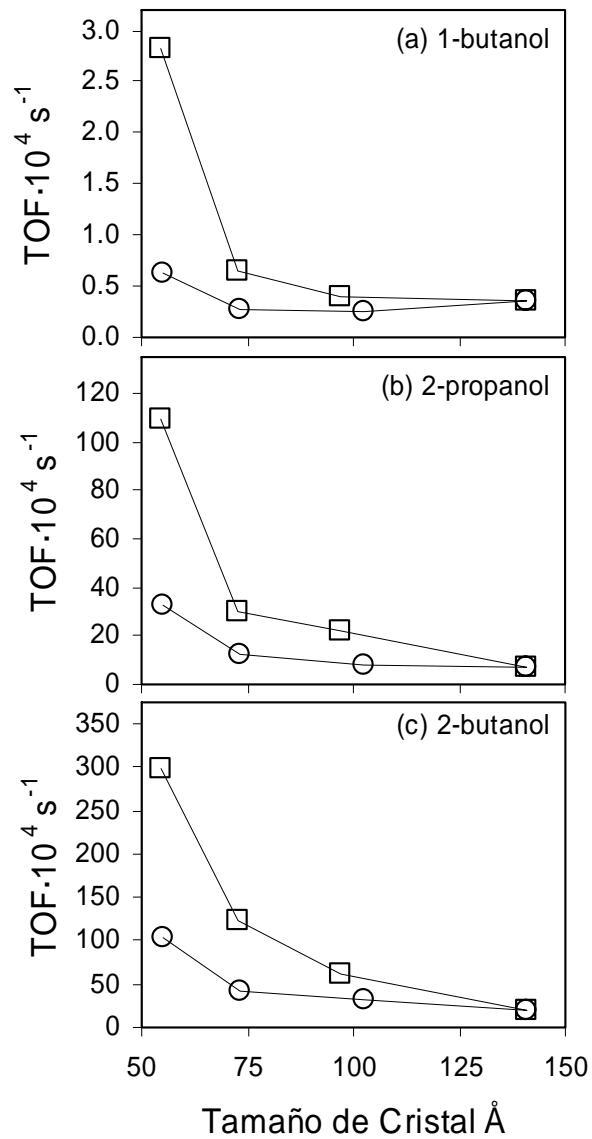 (a) 1-butanol
TOF·10⁴ s⁻¹
3.0
2.5
2.0
1.5
1.0
0.5
0.0
(b) 2-propanol
TOF·10⁴ s⁻¹
120
100
80
60
40
20
0
(c) 2-butanol
TOF·10⁴ s⁻¹
350
300
250
200
150
100
50
0
50 75 100 125 150
Tamaño de Cristal Å